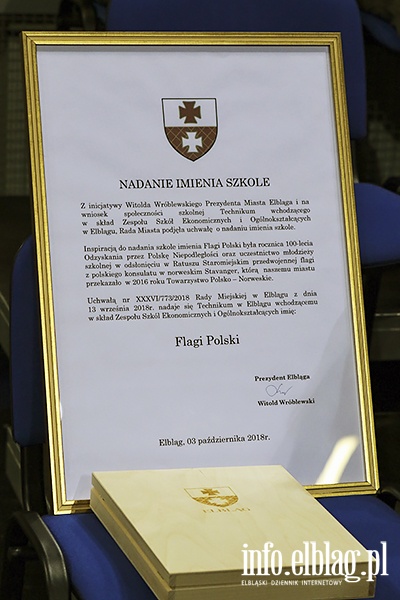 NADANIE IMIENIA SZKOLE
Z inicjatywy Witolda Wróblewskiego Prezydenta Miasta Elbląga i na
wniosek społeczności szkolnej Technikum wchodzącego
w skład Zespołu Szkół Ekonomicznych i Ogólnokształcących
w Elblągu, Rada Miasta podjęła uchwałę o nadaniu imienia szkole.
Inspiracją do nadania szkole imienia Flagi Polski była rocznica 100-lecia
Odzyskania przez Polskę Niepodległości oraz uczestnictwo młodzieży
szkolnej w odsłonięciu w Ratuszu Staromiejskim przedwojennej flagi
z polskiego konsulatu w norweskim Stavanger, którą naszemu miastu
przekazało w 2016 roku Towarzystwo Polsko – Norweskie.
Uchwałą nr XXXVI/773/2018 Rady Miejskiej w Elblągu z dnia
13 września 2018r. nadaje się Technikum w Elblągu wchodzącemu
w skład Zespołu Szkół Ekonomicznych i Ogólnokształcących imię:
Flagi Polski
Prezydent Elbląga
Witold Wróblewski
Elbląg, 03 października 2018r.
ELBLĄG
info.elblag.pl
ELBLĄSKI DZIENNIK INTERNETOWY